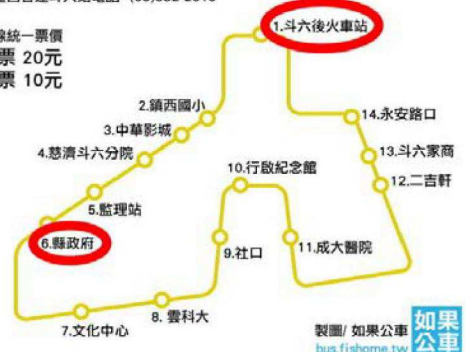 1.斗六後火車站
線統一票價
票 20元
票 10元
2.鎮西國小
14.永安路口
3.中華影城
4.慈濟斗六分院
13.斗六家商
10.行啟紀念館
12.二吉軒
5.監理站
6.縣政府
9.社口
11.成大醫院
8. 雲科大
7.文化中心
製圖/ 如果公車
bus.fishome.tw
如果
公車